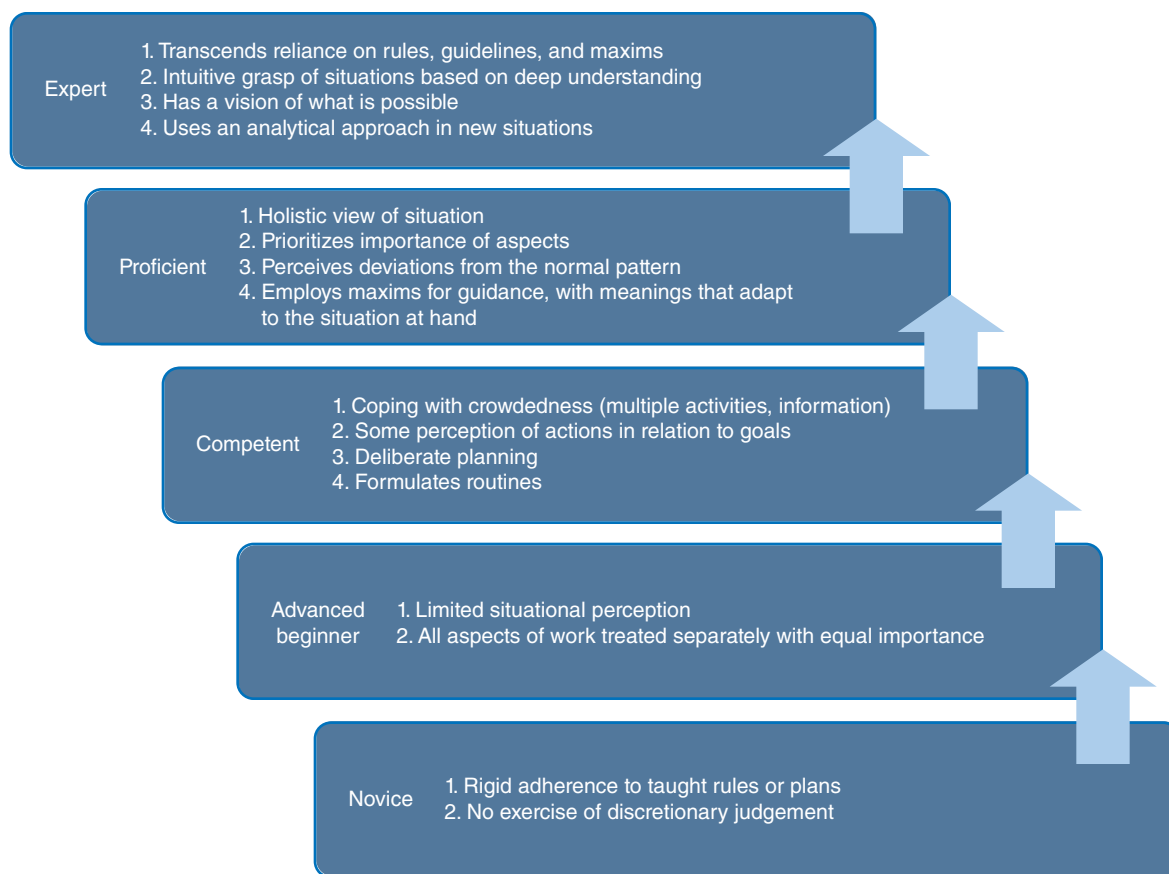 Expert
1. Transcends reliance on rules, guidelines, and maxims
2. Intuitive grasp of situations based on deep understanding
3. Has a vision of what is possible
4. Uses an analytical approach in new situations
Proficient
1. Holistic view of situation
2. Prioritizes importance of aspects
3. Perceives deviations from the normal pattern
4. Employs maxims for guidance, with meanings that adapt
to the situation at hand
Competent
1. Coping with crowdedness (multiple activities, information)
2. Some perception of actions in relation to goals
3. Deliberate planning
4. Formulates routines
Advanced
beginner
1. Limited situational perception
2. All aspects of work treated separately with equal importance
Novice
1. Rigid adherence to taught rules or plans
2. No exercise of discretionary judgement